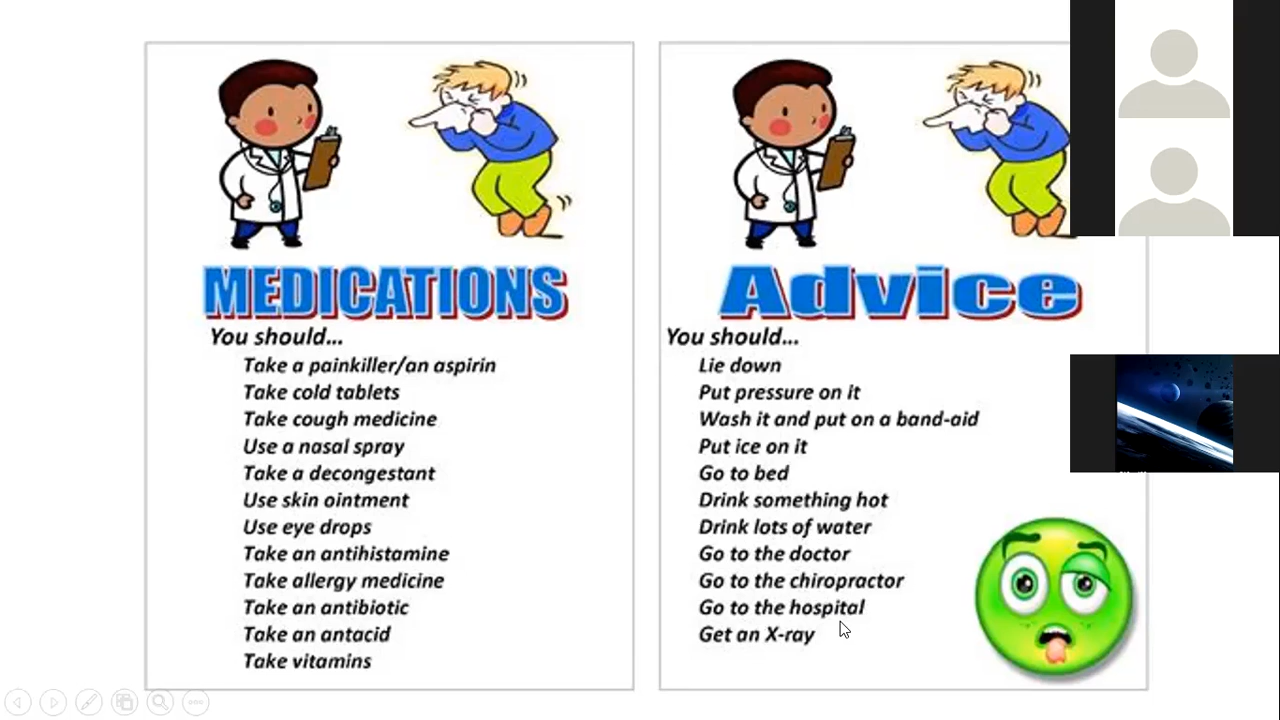 MEDICATIONS
You should...
Take a painkiller/an aspirin
Take cold tablets
Take cough medicine
Use a nasal spray
Take a decongestant
Use skin ointment
Use eye drops
Take an antihistamine
Take allergy medicine
Take an antibiotic
Take an antacid
Take vitamins
Advice
You should...
Lie down
Put pressure on it
Wash it and put on a band-aid
Put ice on it
Go to bed
Drink something hot
Drink lots of water
Go to the doctor
Go to the chiropractor
Go to the hospital
Get an X-ray